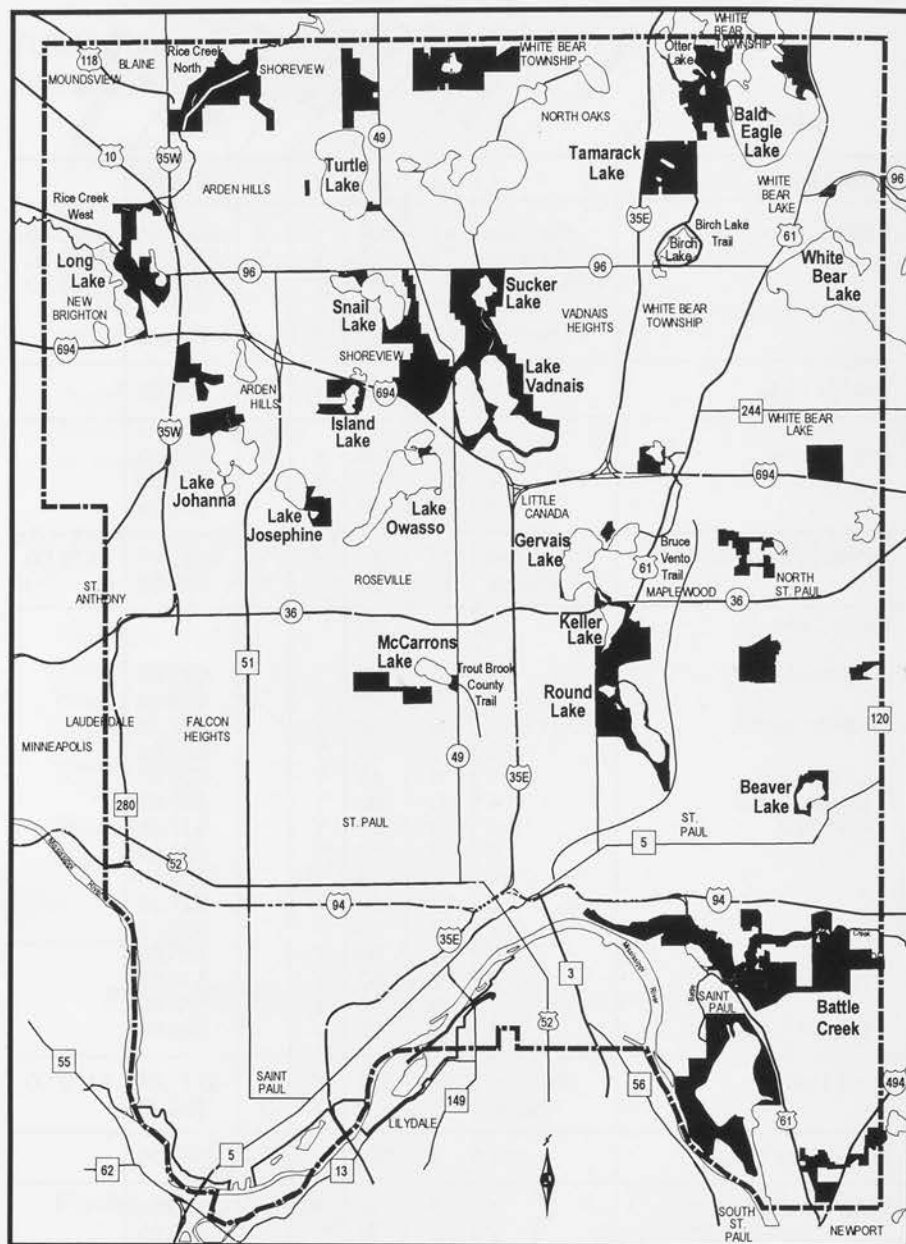 WHITE
BEAR
TOWNSHIP
118
BLAINE
MOUNDSVIEW
Rice Creek
North
SHOREVIEW
WHITE BEAR
TOWNSHIP
Otter
Lake
Bald
Eagle
Lake
NORTH OAKS
49
10
35W
ARDEN HILLS
Turtle
Lake
Tamarack
Lake
35E
WHITE
BEAR
LAKE
96
61
Rice Creek
West
Birch Lake
Trail
Birch
Lake
Long
Lake
NEW
BRIGHTON
96
Snail
Lake
Sucker
Lake
96
White
Bear
Lake
VADNAIS
HEIGHTS
WHITE BEAR
TOWNSHIP
694
SHOREVIEW
Lake
Vadnais
ARDEN
HILLS
694
Island
Lake
244
WHITE BEAR
LAKE
35W
Lake
Johanna
Lake
Josephine
Lake
Owasso
694
LITTLE
CANADA
Gervais
Lake
61
Bruce
Vento
Trail
MAPLEWOOD
NORTH
ST. PAUL
ST.
ANTHONY
ROSEVILLE
36
36
Keller
Lake
51
McCarrons
Lake
Trout Brook
County
Trail
Round
Lake
LAUDERDALE
MINNEAPOLIS
FALCON
HEIGHTS
120
49
35E
280
Beaver
Lake
ST. PAUL
ST.
PAUL
5
52
Mississippi
River
94
94
35E
3
Mississippi
River
Creek
Battle
SAINT
PAUL
Battle
Creek
52
55
SAINT
PAUL
56
494
149
LILYDALE
61
5
62
13
SOUTH
ST.
PAUL
NEWPORT